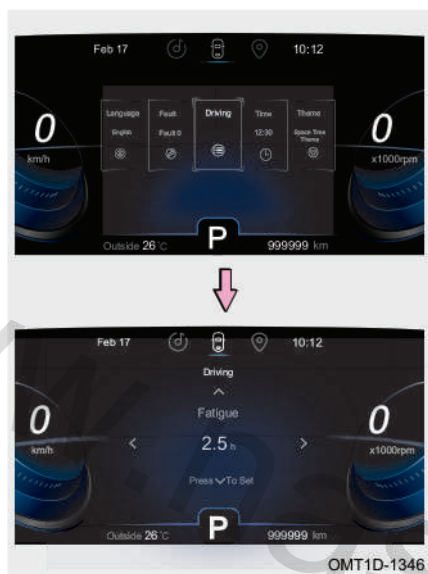 Feb 17 10:12
Language Fault Driving Time Theme
English Fault 0 12:30 Space Time
Theme
0 0
km/h x1000rpm
P
Outside 26 °C 999999 km
Feb 17 10:12
Driving
Fatigue
0 2.5 h 0
km/h x1000rpm
Press To Set
P
Outside 26 °C 999999 km
OMT1D-1346